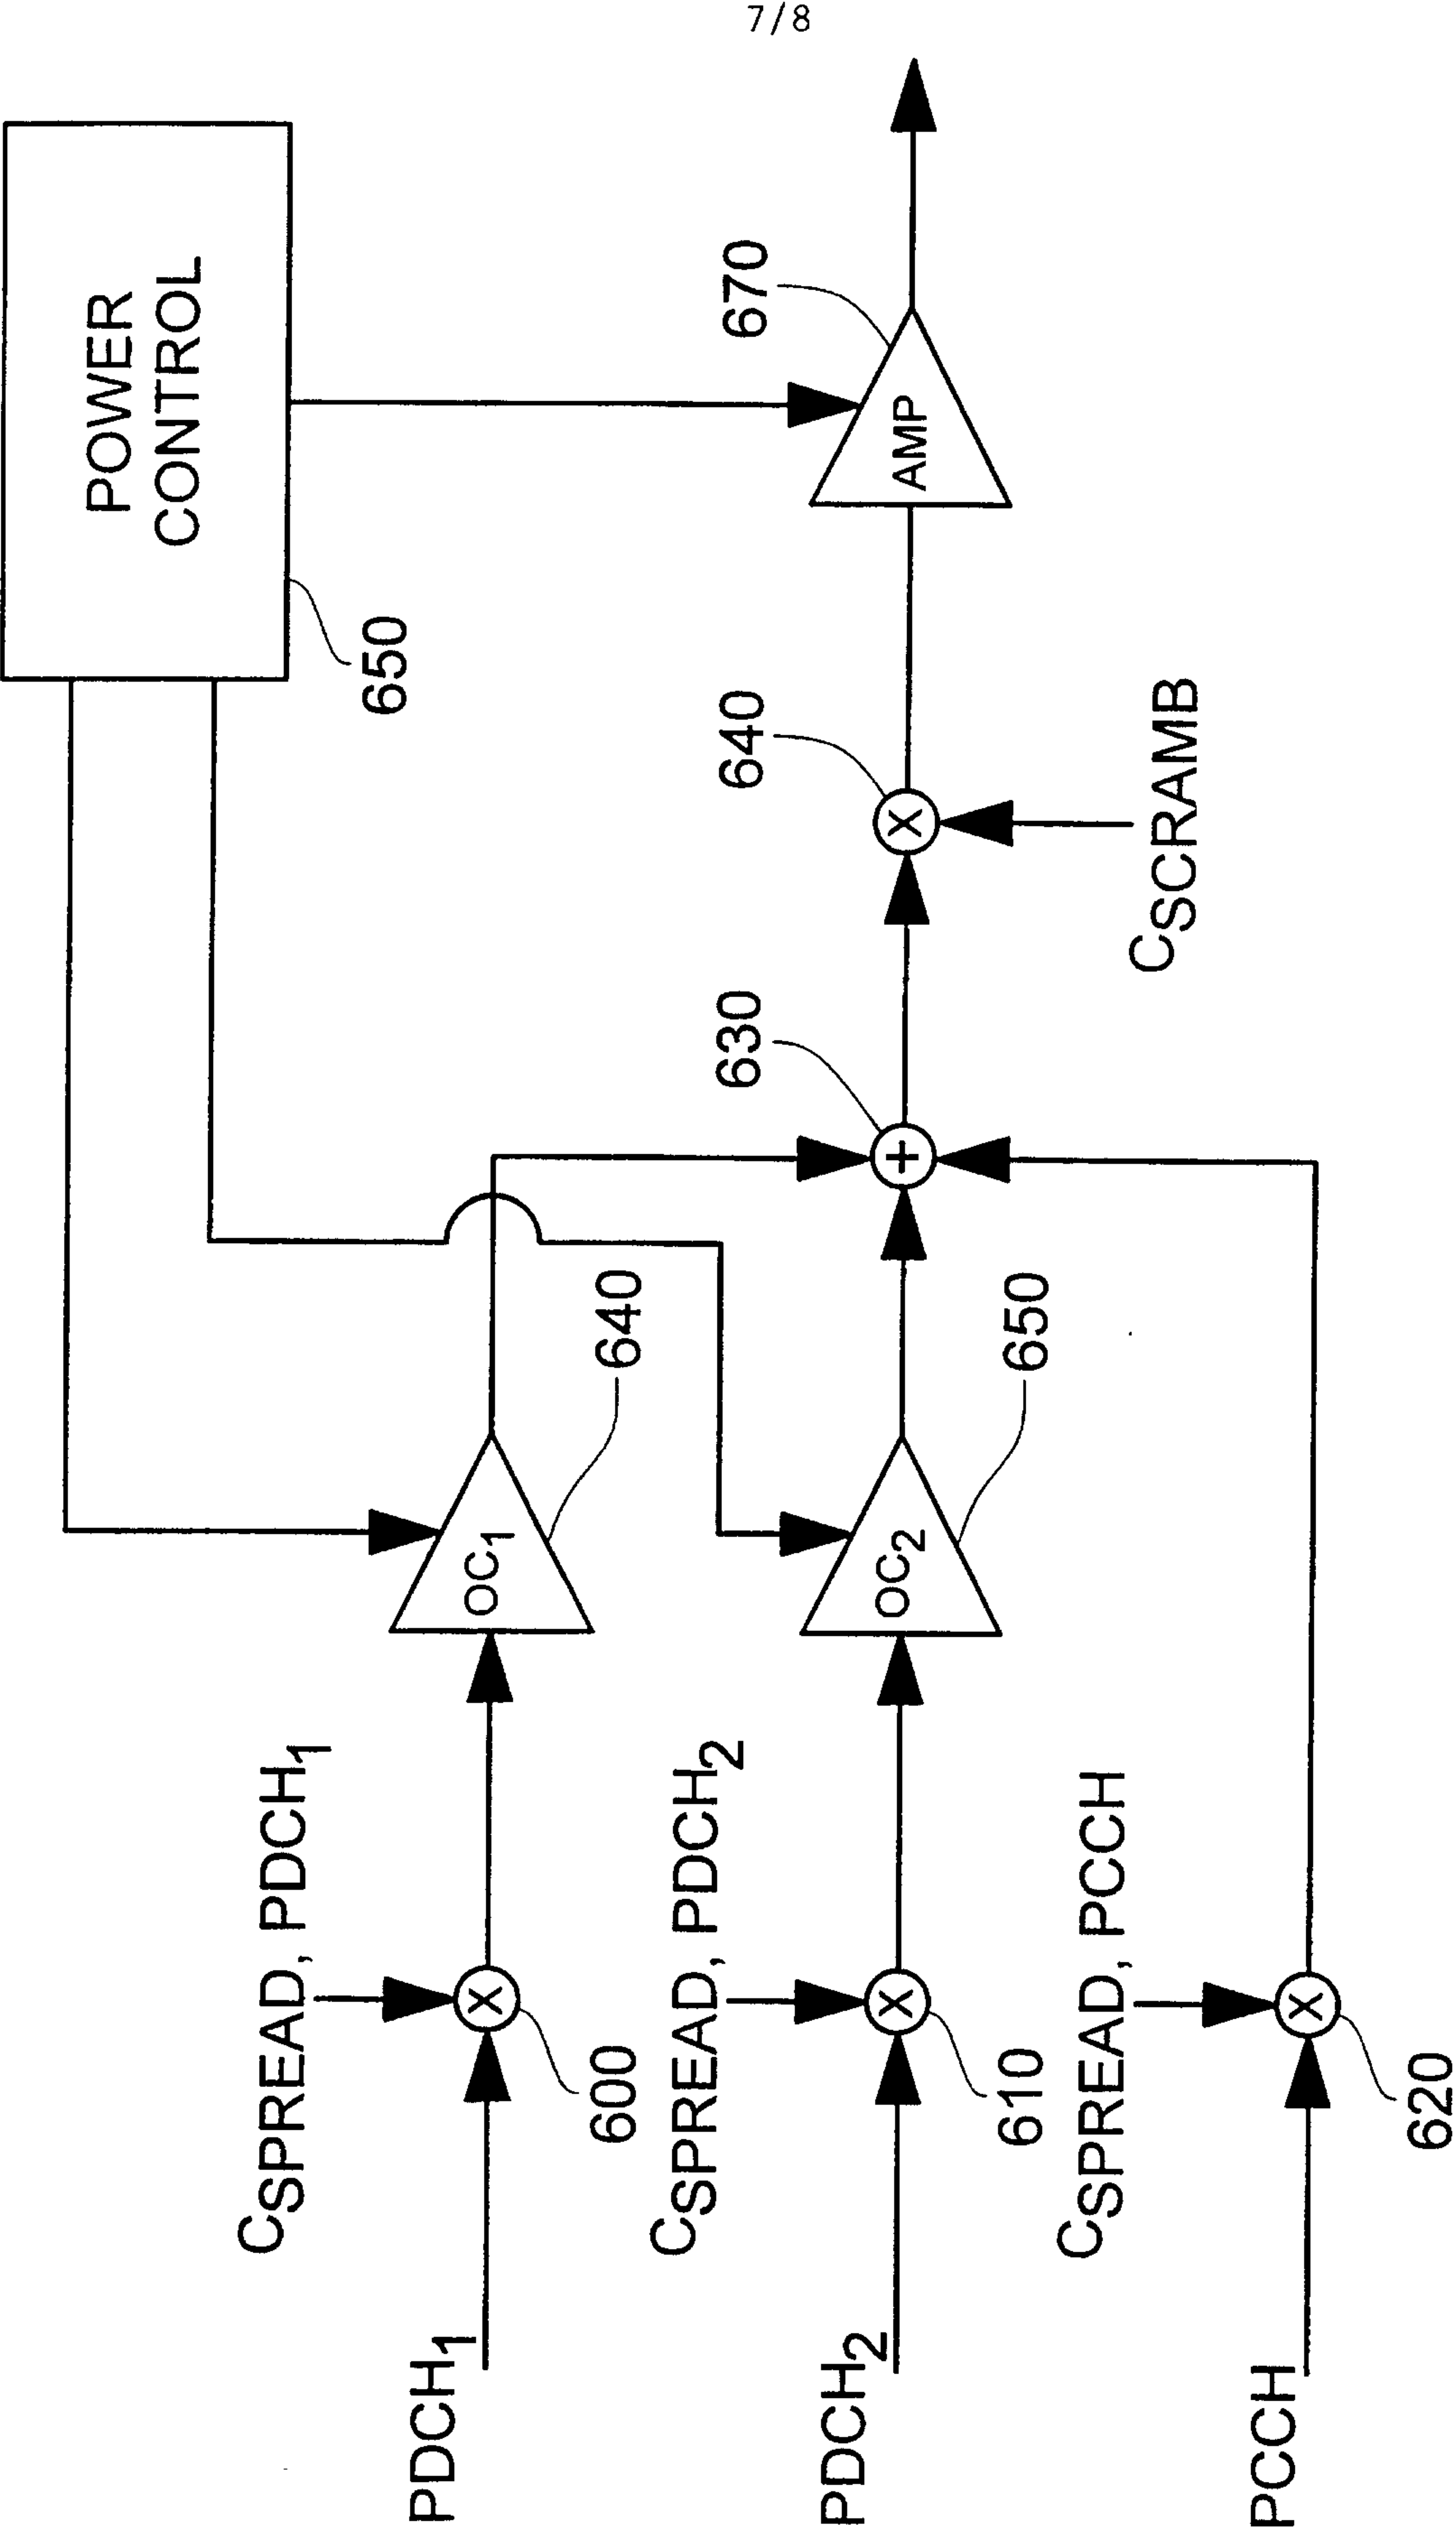 7/8
POWER
CONTROL
650
670
AMP
640
CSCRAMB
630
640
OC1
650
OC2
CSPREAD, PDCH1
600
PDCH1
CSPREAD, PDCH2
610
PDCH2
CSPREAD, PCCH
620
PCCH